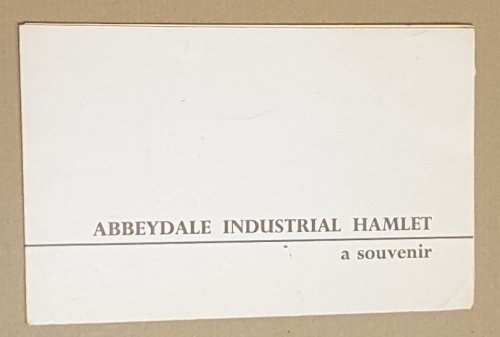 ABBEYDALE INDUSTRIAL HAMLET
a souvenir